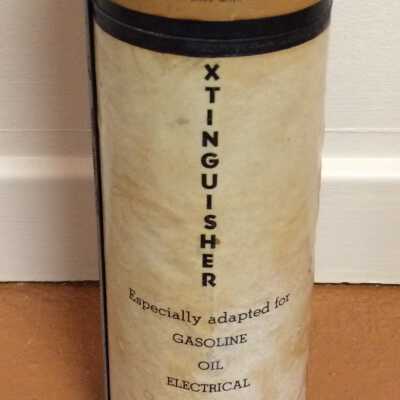 XTINGUISHER
Especially adapted for
GASOLINE
OIL
ELECTRICAL